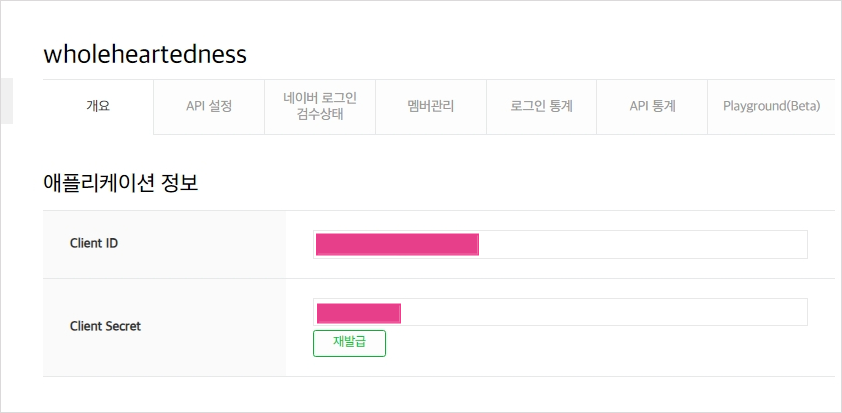 wholeheartedness
개요
API 설정
네이버 로그인
검수상태
멤버관리
로그인 통계
API 통계
Playground(Beta)
애플리케이션 정보
Client ID
Client Secret
재발급